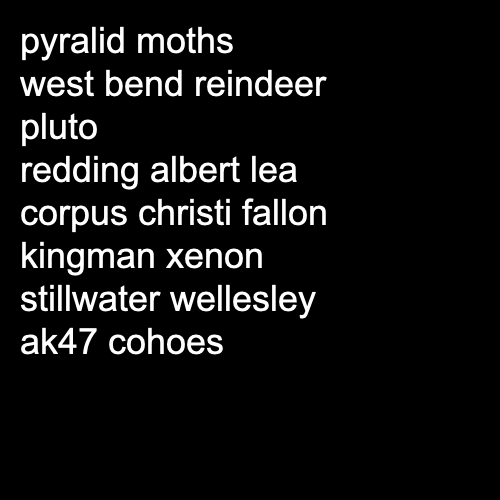 pyralid moths
west bend reindeer
pluto
redding albert lea
corpus christi fallon
kingman xenon
stillwater wellesley
ak47 cohoes